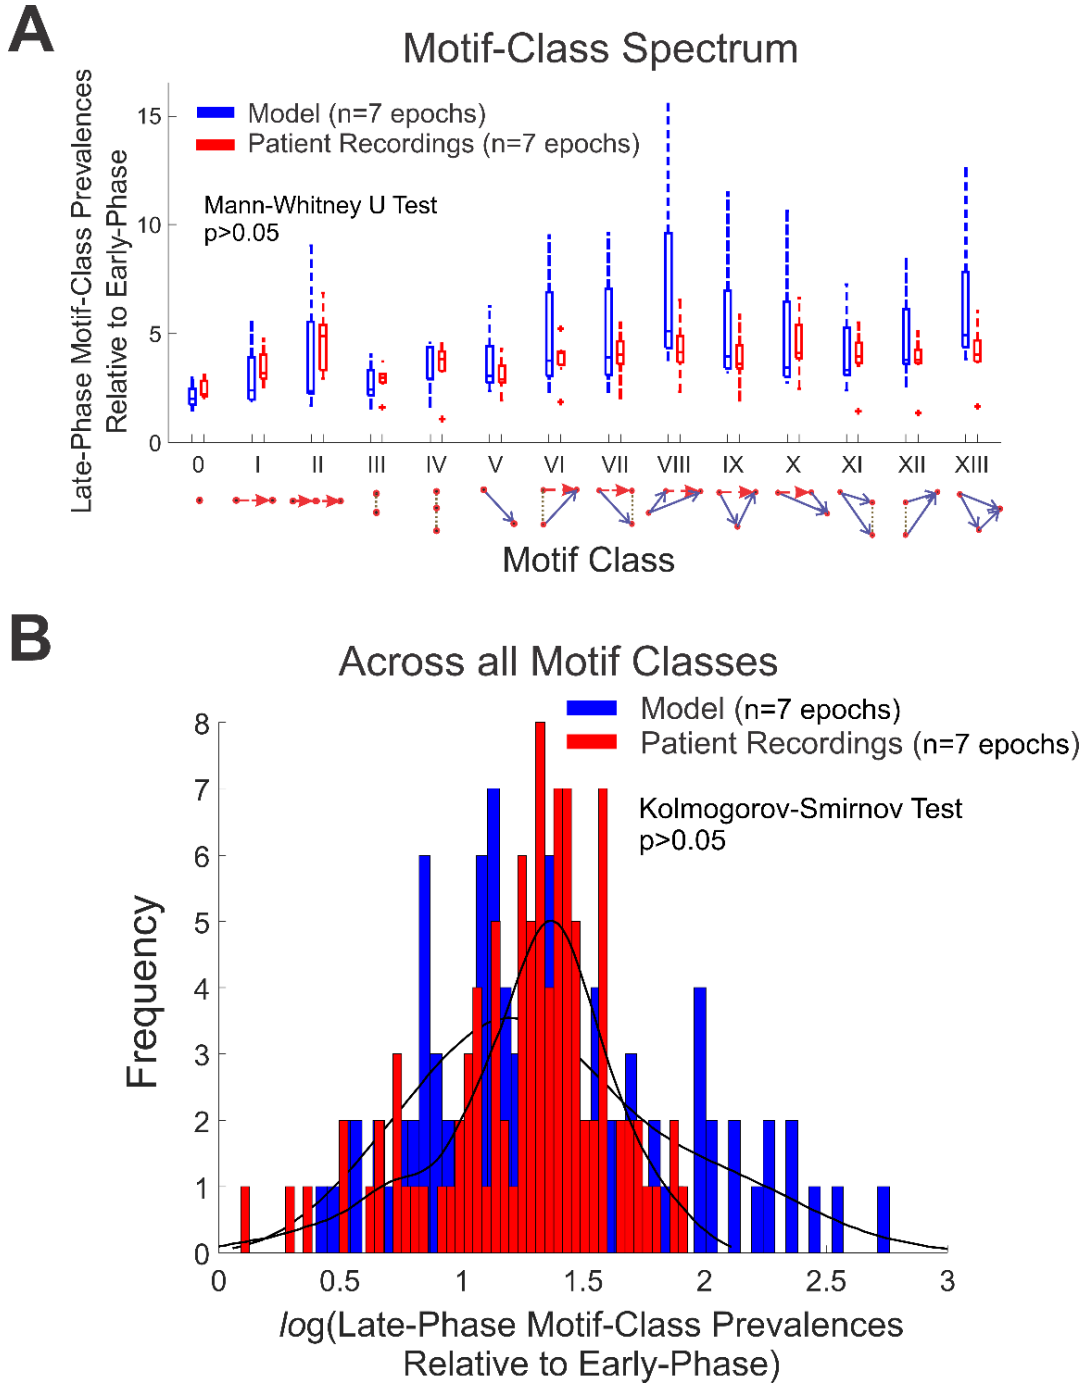 A
Motif-Class Spectrum
Late-Phase Motif-Class Prevalences
Relative to Early-Phase
Model (n=7 epochs)
Patient Recordings (n=7 epochs)
Mann-Whitney U Test
p>0.05
15
10
5
0
0 I II III IV V VI VII VIII IX X XI XII XIII
Motif Class
B
Across all Motif Classes
Model (n=7 epochs)
Patient Recordings (n=7 epochs)
Kolmogorov-Smirnov Test
p>0.05
Frequency
8
7
6
5
4
3
2
1
0
0 0.5 1 1.5 2 2.5 3
log(Late-Phase Motif-Class Prevalences
Relative to Early-Phase)